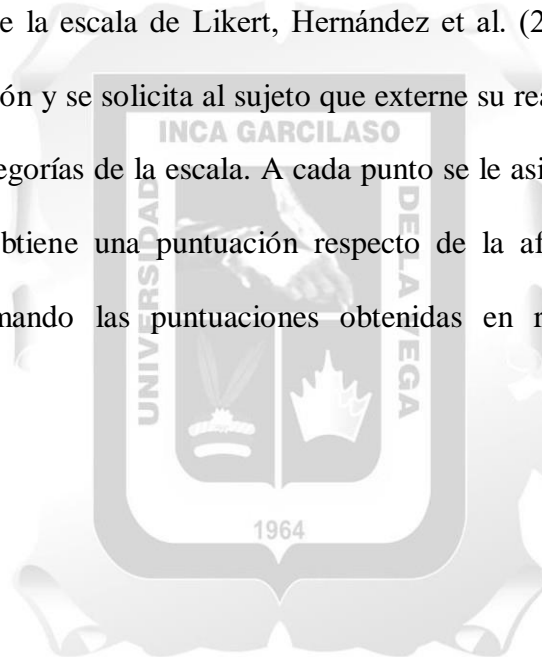 e la escala de Likert, Hernández et al. (2
ón y se solicita al sujeto que externe su rea
INCA GARCILASO
egorías de la escala. A cada punto se le asi
UNIVERSIDAD
DE LA VEGA
btiene una puntuación respecto de la af
mando las puntuaciones obtenidas en r
1964